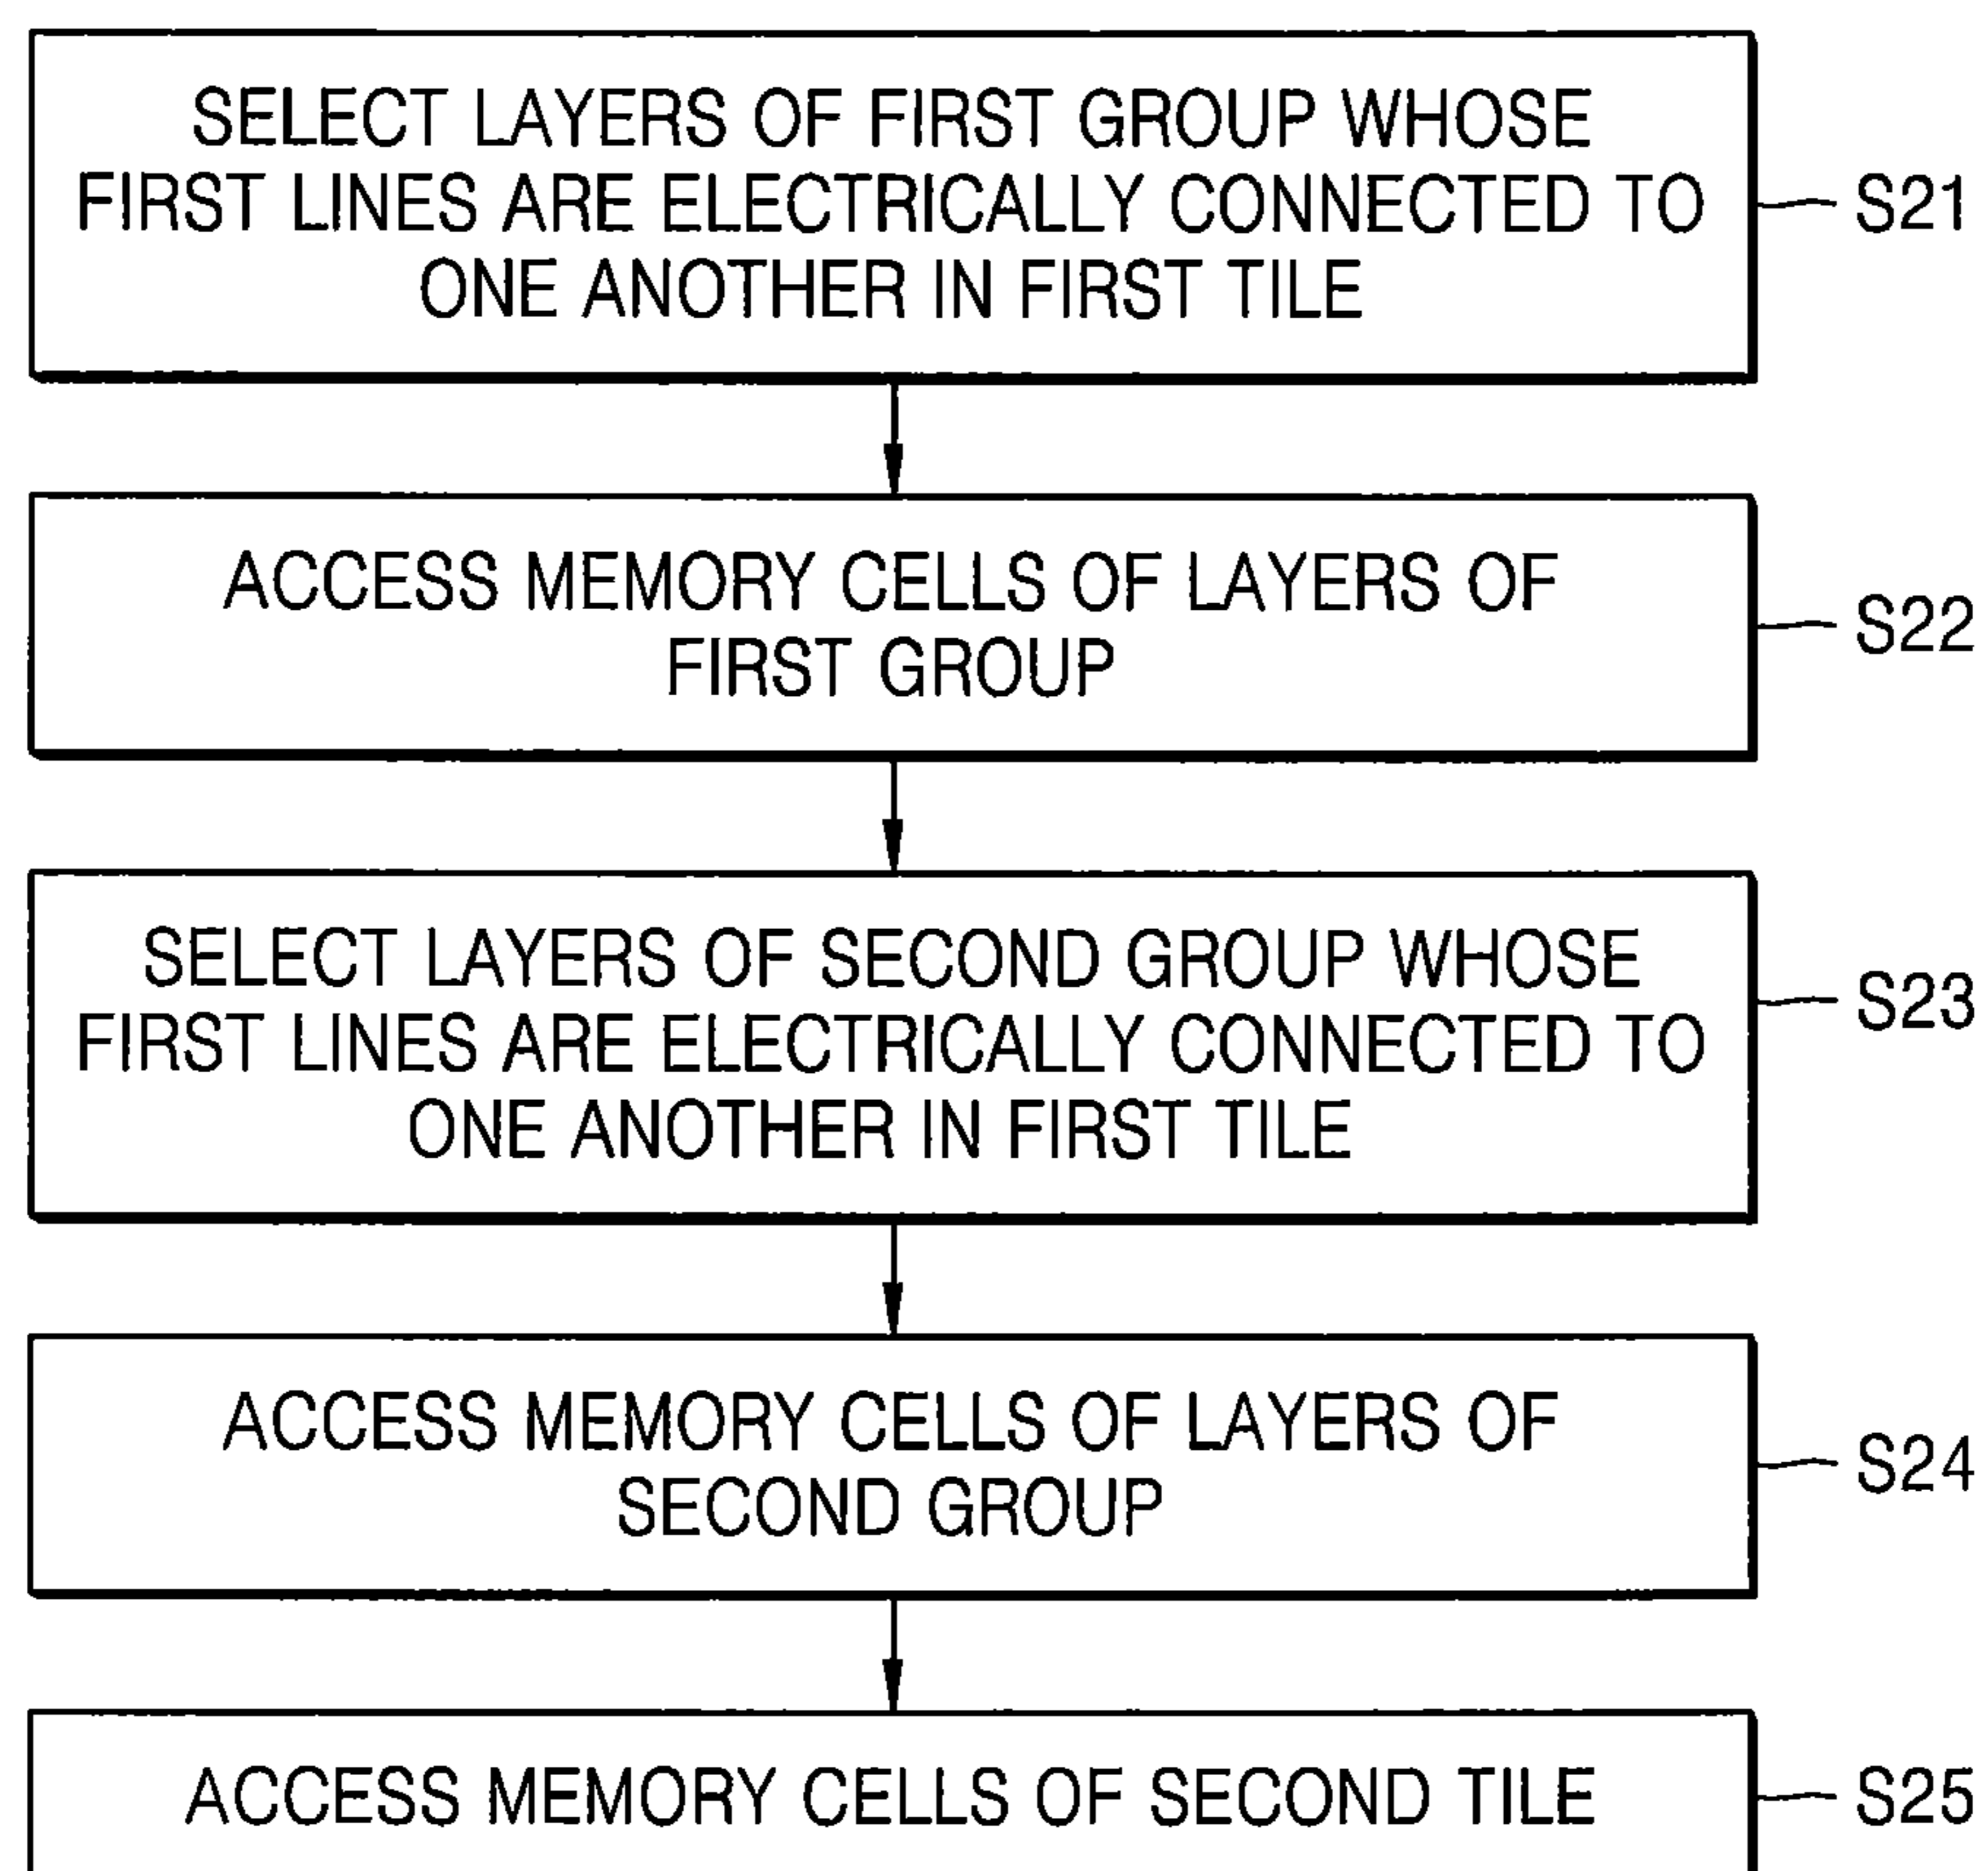 SELECT LAYERS OF FIRST GROUP WHOSE
FIRST LINES ARE ELECTRICALLY CONNECTED TO
ONE ANOTHER IN FIRST TILE
S21
ACCESS MEMORY CELLS OF LAYERS OF
FIRST GROUP
S22
SELECT LAYERS OF SECOND GROUP WHOSE
FIRST LINES ARE ELECTRICALLY CONNECTED TO
ONE ANOTHER IN FIRST TILE
S23
ACCESS MEMORY CELLS OF LAYERS OF
SECOND GROUP
S24
ACCESS MEMORY CELLS OF SECOND TILE
S25